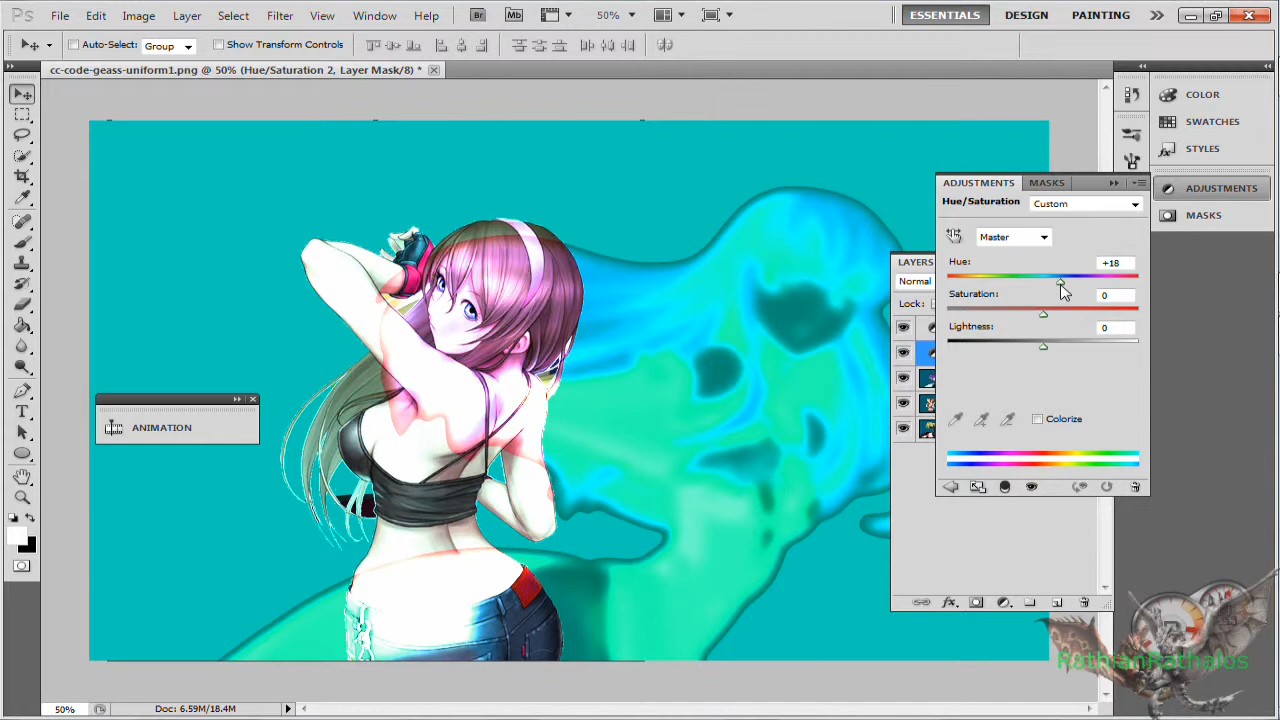 Ps File Edit Image Layer Select Filter View Window Help Br Mb 50% ESSENTIALS DESIGN PAINTING
Auto-Select: Group Show Transform Controls
cc-code-geass-uniform1.png @ 50% (Hue/Saturation 2, Layer Mask/8) *
COLOR
SWATCHES
STYLES
ADJUSTMENTS
MASKS
ADJUSTMENTS MASKS
Hue/Saturation Custom
Master
Hue: +18
Saturation: 0
Lightness: 0
Colorize
LAYERS
Normal
Lock:
ANIMATION
fx
RathianRathalos
50% Doc: 6.59M/18.4M